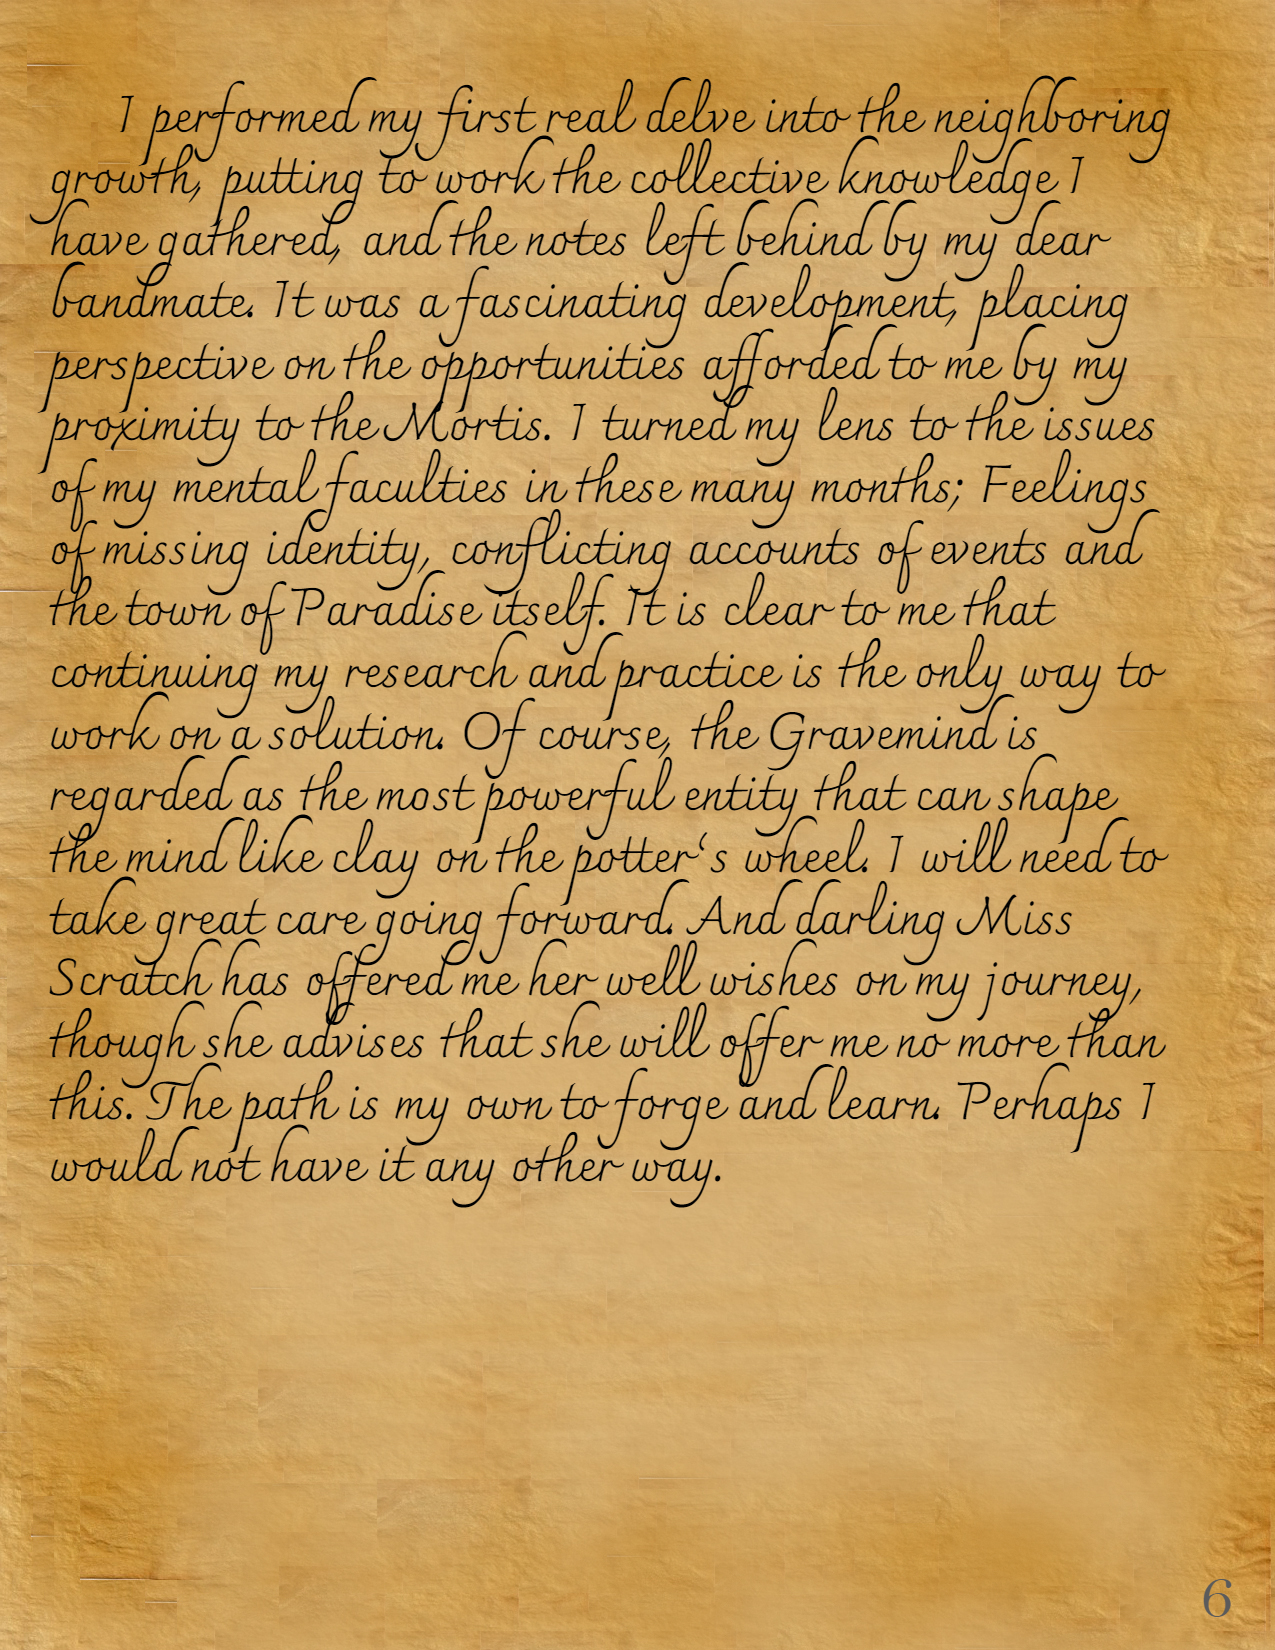 I performed my first real delve into the neighboring
growth, putting to work the collective knowledge I
have gathered, and the notes left behind by my dear
bandmate. It was a fascinating development, placing
perspective on the opportunities afforded to me by my
proximity to the Mortis. I turned my lens to the issues
of my mental faculties in these many months; Feelings
of missing identity, conflicting accounts of events and
the town of Paradise itself. It is clear to me that
continuing my research and practice is the only way to
work on a solution. Of course, the Gravemind is
regarded as the most powerful entity that can shape
the mind like clay on the potter‘s wheel. I will need to
take great care going forward. And darling Miss
Scratch has offered me her well wishes on my journey,
though she advises that she will offer me no more than
this. The path is my own to forge and learn. Perhaps I
would not have it any other way.
6